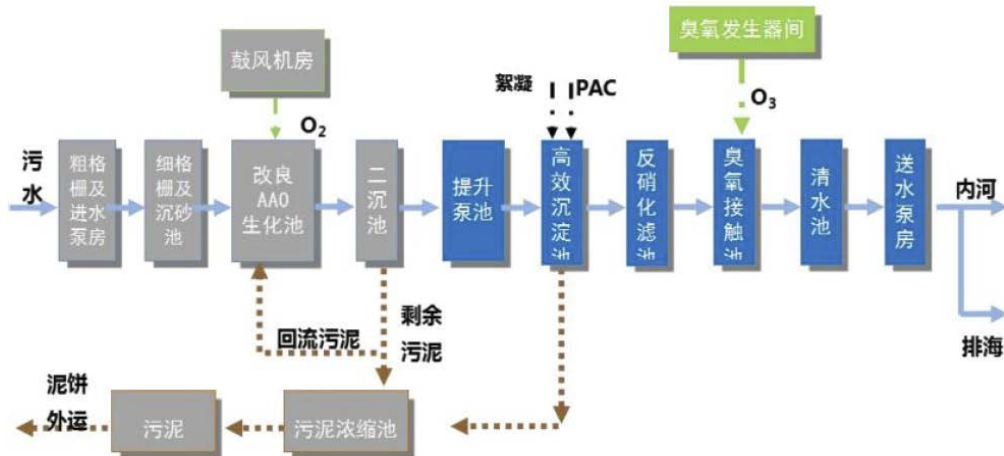 臭氧发生器间
鼓风机房
絮凝
PAC
O₂
O₃
污
水
粗格
栅及
进水
泵房
细格
栅及
沉砂
池
改良
AAO
生化池
二
沉
池
提升
泵池
高
效
沉
淀
池
反
硝
化
滤
池
臭
氧
接
触
池
清
水
池
送
水
泵
房
内河
排海
回流污泥
剩余
污泥
泥饼
外运
污泥
污泥浓缩池